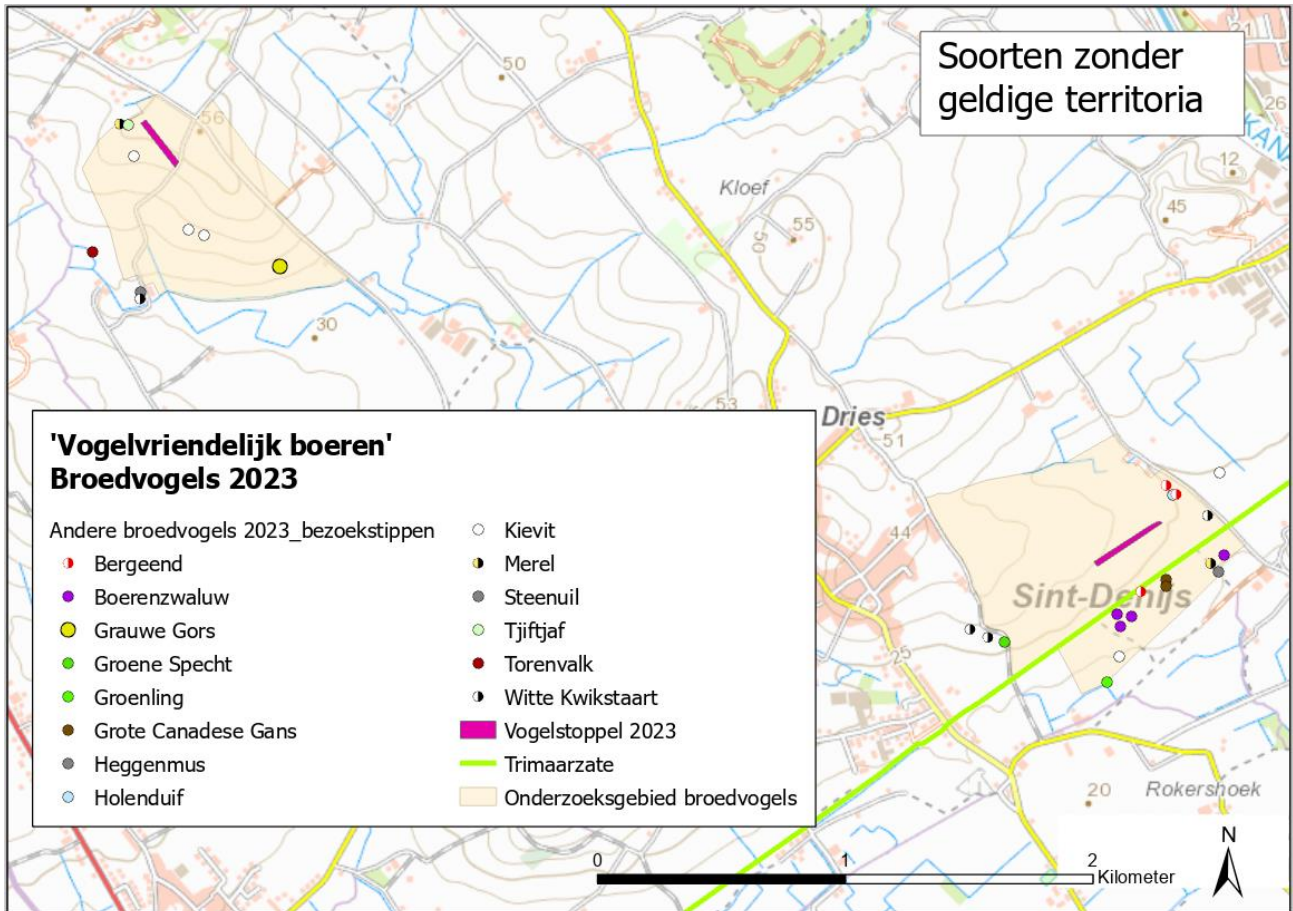 Soorten zonder
geldige territoria
50
56
21
26
KANA
12
Kloef
45
55
50
30
53
Dries
51
44
Sint-Denijs
25
20
Rokershoek
'Vogelvriendelijk boeren'
Broedvogels 2023
Andere broedvogels 2023_bezoekstippen
Bergeend
Boerenzwaluw
Grauwe Gors
Groene Specht
Groenling
Grote Canadese Gans
Heggenmus
Holenduif
Kievit
Merel
Steenuil
Tjiftjaf
Torenvalk
Witte Kwikstaart
Vogelstoppel 2023
Trimaarzate
Onderzoeksgebied broedvogels
0 1 2
Kilometer
N